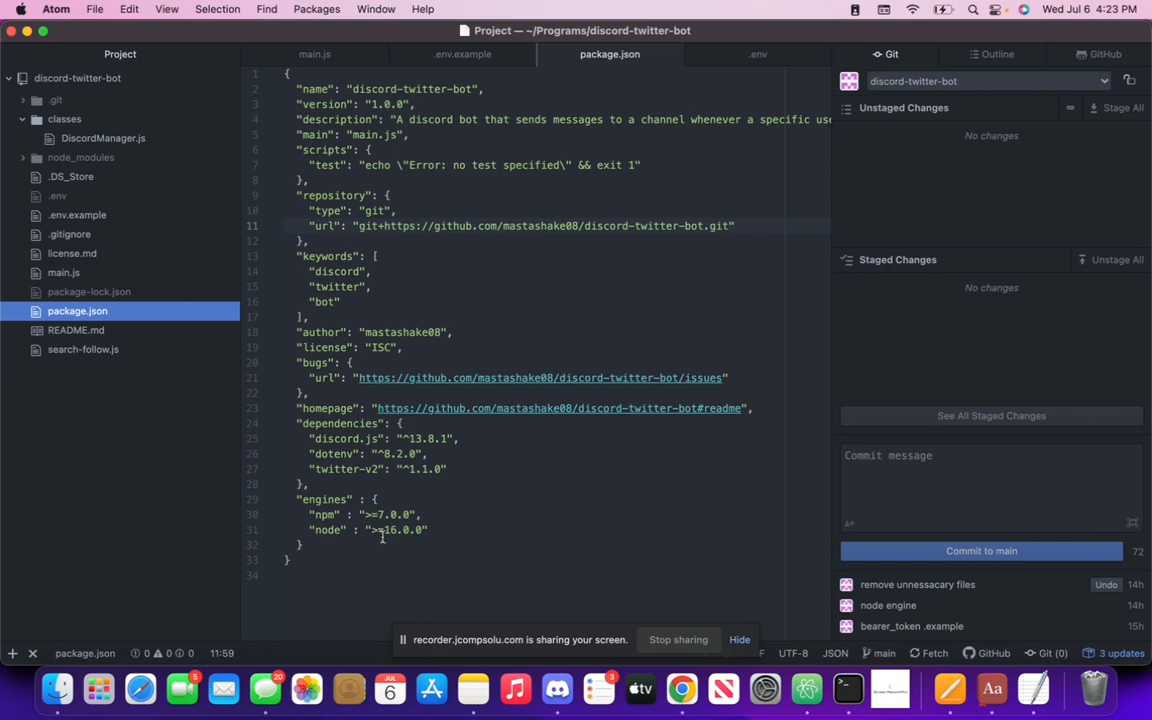 Atom File Edit View Selection Find Packages Window Help Wed Jul 6 4:23 PM
Project — ~/Programs/discord-twitter-bot
Project
main.js
.env.example
package.json
.env
Git
Outline
GitHub
discord-twitter-bot
.git
classes
DiscordManager.js
node_modules
.DS_Store
.env
.env.example
.gitignore
license.md
main.js
package-lock.json
package.json
README.md
search-follow.js
1 {
2 "name": "discord-twitter-bot",
3 "version": "1.0.0",
4 "description": "A discord bot that sends messages to a channel whenever a specific use
5 "main": "main.js",
6 "scripts": {
7 "test": "echo \"Error: no test specified\" && exit 1"
8 },
9 "repository": {
10 "type": "git",
11 "url": "git+https://github.com/mastashake08/discord-twitter-bot.git"
12 },
13 "keywords": [
14 "discord",
15 "twitter",
16 "bot"
17 ],
18 "author": "mastashake08",
19 "license": "ISC",
20 "bugs": {
21 "url": "https://github.com/mastashake08/discord-twitter-bot/issues"
22 },
23 "homepage": "https://github.com/mastashake08/discord-twitter-bot#readme",
24 "dependencies": {
25 "discord.js": "^13.8.1",
26 "dotenv": "^8.2.0",
27 "twitter-v2": "^1.1.0"
28 },
29 "engines" : {
30 "npm" : ">=7.0.0",
31 "node" : ">=16.0.0"
32 }
33 }
34
discord-twitter-bot
Unstaged Changes
Stage All
No changes
Staged Changes
Unstage All
No changes
See All Staged Changes
Commit message
Commit to main
72
remove unnessacary files Undo 14h
node engine 14h
bearer_token .example 15h
recorder.jcompsolu.com is sharing your screen. Stop sharing Hide
package.json 0 0 0 11:59
UTF-8 JSON main Fetch GitHub Git (0) 3 updates
5
20
JUL
6
3
tv
Aa